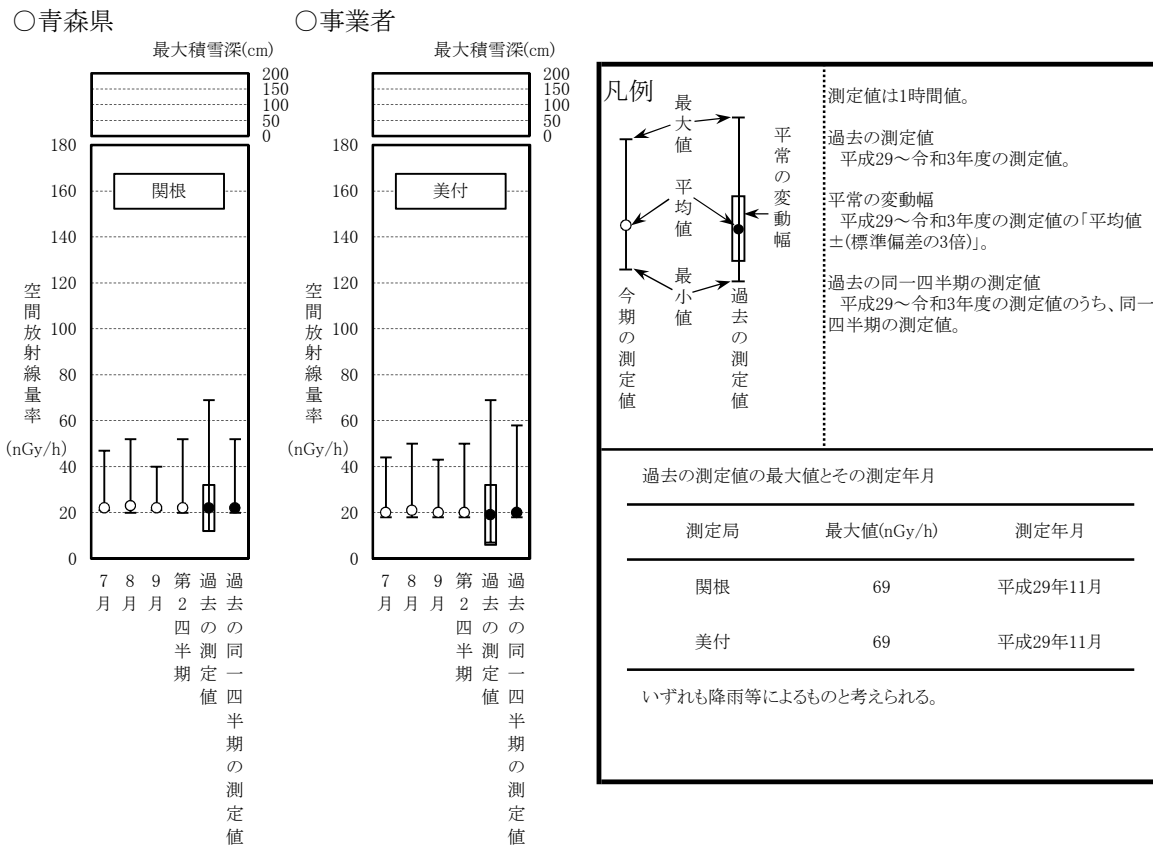 ○青森県
最大積雪深(cm)
200
150
100
50
0
180
160
140
120
100
80
60
40
20
0
関根
空間放射線量率
(nGy/h)
7月
8月
9月
第2四半期
過去の測定値
過去の同一四半期の測定値
○事業者
最大積雪深(cm)
200
150
100
50
0
180
160
140
120
100
80
60
40
20
0
美付
空間放射線量率
(nGy/h)
7月
8月
9月
第2四半期
過去の測定値
過去の同一四半期の測定値
凡例
最大値
平均値
最小値
平常の変動幅
今期の測定値
過去の測定値
測定値は1時間値。
過去の測定値
平成29～令和3年度の測定値。
平常の変動幅
平成29～令和3年度の測定値の「平均値
±(標準偏差の3倍)」。
過去の同一四半期の測定値
平成29～令和3年度の測定値のうち、同一
四半期の測定値。
過去の測定値の最大値とその測定年月
測定局 最大値(nGy/h) 測定年月
関根 69 平成29年11月
美付 69 平成29年11月
いずれも降雨等によるものと考えられる。